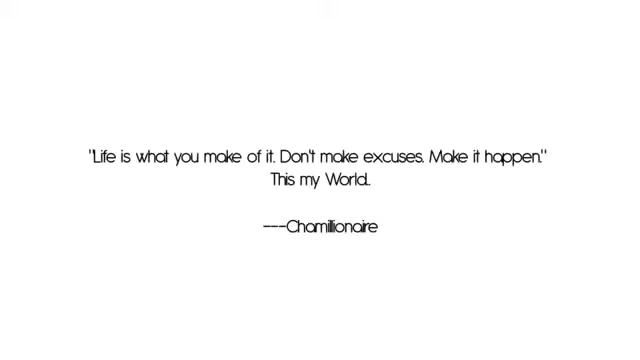 "Life is what you make of it. Don't make excuses. Make it happen."
This my World.
---Chamillionaire